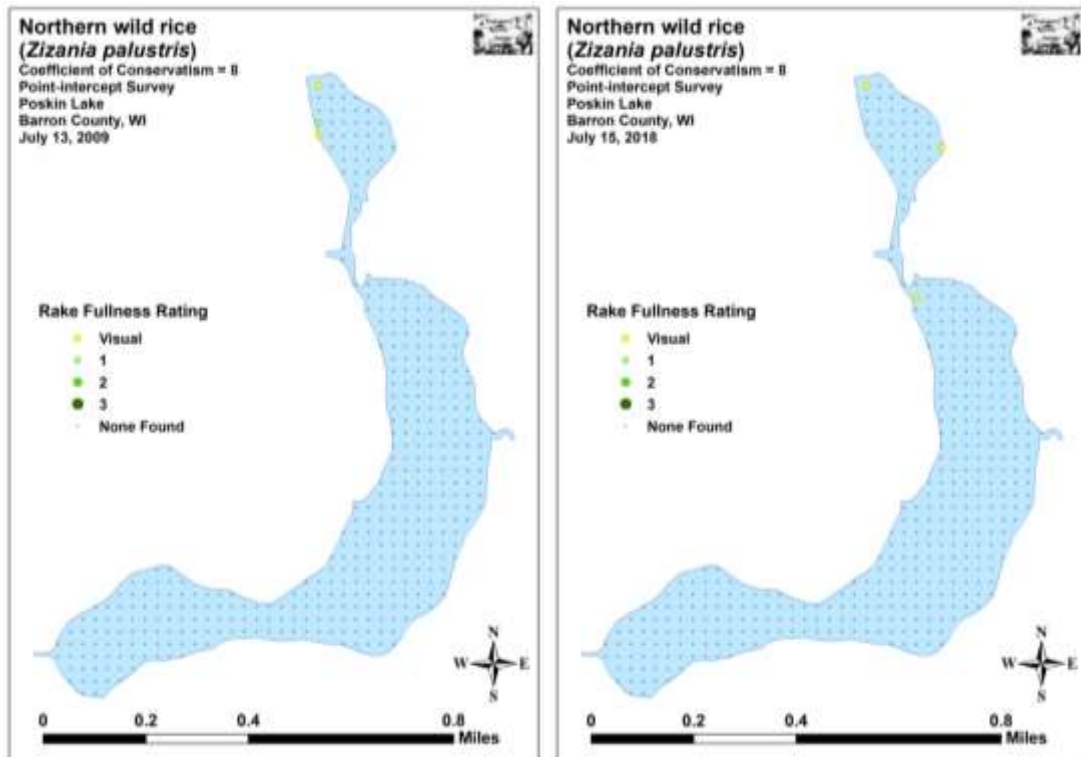 Northern wild rice
(Zizania palustris)
Coefficient of Conservatism = 8
Point-intercept Survey
Poskin Lake
Barron County, WI
July 13, 2009
Rake Fullness Rating
Visual
1
2
3
None Found
N
W E
S
0 0.2 0.4 0.8
Miles
Northern wild rice
(Zizania palustris)
Coefficient of Conservatism = 8
Point-intercept Survey
Poskin Lake
Barron County, WI
July 15, 2018
Rake Fullness Rating
Visual
1
2
3
None Found
N
W E
S
0 0.2 0.4 0.8
Miles